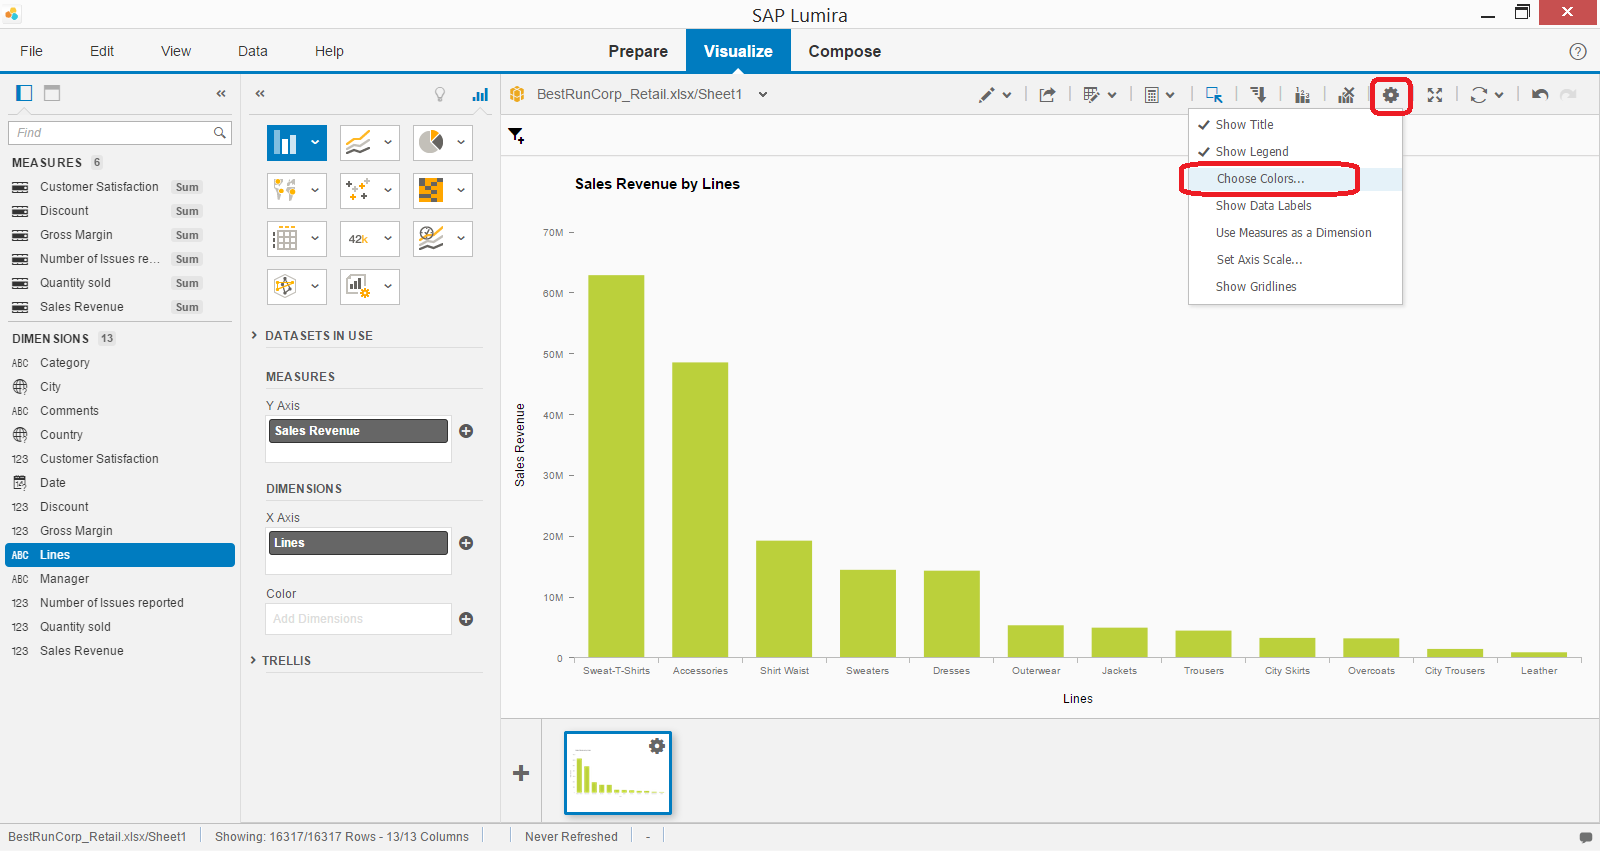 SAP Lumira
File Edit View Data Help
Prepare Visualize Compose
Find
MEASURES 6
Customer Satisfaction Sum
Discount Sum
Gross Margin Sum
Number of Issues re... Sum
Quantity sold Sum
Sales Revenue Sum
DIMENSIONS 13
ABC Category
City
ABC Comments
Country
123 Customer Satisfaction
Date
123 Discount
123 Gross Margin
ABC Lines
ABC Manager
123 Number of Issues reported
123 Quantity sold
123 Sales Revenue
42k
DATASETS IN USE
MEASURES
Y Axis
Sales Revenue
DIMENSIONS
X Axis
Lines
Color
Add Dimensions
TRELLIS
BestRunCorp_Retail.xlsx/Sheet1
Show Title
Show Legend
Choose Colors...
Show Data Labels
Use Measures as a Dimension
Set Axis Scale...
Show Gridlines
Sales Revenue by Lines
Sales Revenue
70M
60M
50M
40M
30M
20M
10M
0
Sweat-T-Shirts Accessories Shirt Waist Sweaters Dresses Outerwear Jackets Trousers City Skirts Overcoats City Trousers Leather
Lines
BestRunCorp_Retail.xlsx/Sheet1 Showing: 16317/16317 Rows - 13/13 Columns Never Refreshed -